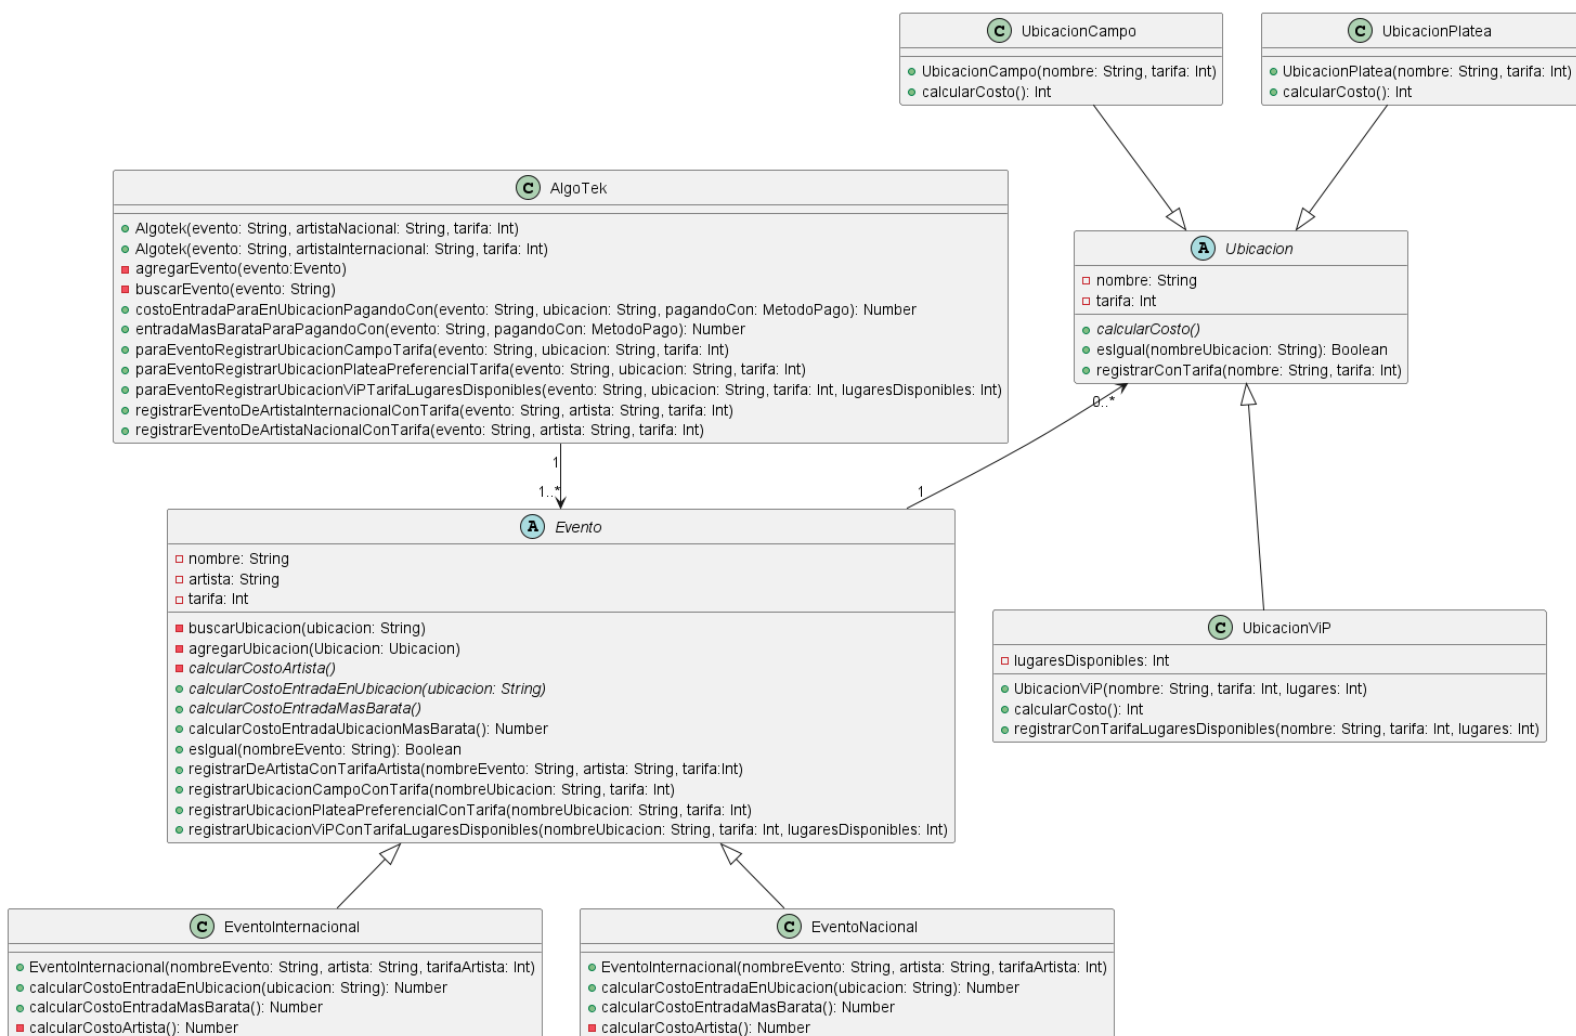 C UbicacionCampo
UbicacionCampo(nombre: String, tarifa: Int)
calcularCosto(): Int
C UbicacionPlatea
UbicacionPlatea(nombre: String, tarifa: Int)
calcularCosto(): Int
C AlgoTek
Algotek(evento: String, artistaNacional: String, tarifa: Int)
Algotek(evento: String, artistaInternacional: String, tarifa: Int)
agregarEvento(evento:Evento)
buscarEvento(evento: String)
costoEntradaParaEnUbicacionPagandoCon(evento: String, ubicacion: String, pagandoCon: MetodoPago): Number
entradaMasBarataParaPagandoCon(evento: String, pagandoCon: MetodoPago): Number
paraEventoRegistrarUbicacionCampoTarifa(evento: String, ubicacion: String, tarifa: Int)
paraEventoRegistrarUbicacionPlateaPreferencialTarifa(evento: String, ubicacion: String, tarifa: Int)
paraEventoRegistrarUbicacionViPTarifaLugaresDisponibles(evento: String, ubicacion: String, tarifa: Int, lugaresDisponibles: Int)
registrarEventoDeArtistaInternacionalConTarifa(evento: String, artista: String, tarifa: Int)
registrarEventoDeArtistaNacionalConTarifa(evento: String, artista: String, tarifa: Int)
A Ubicacion
nombre: String
tarifa: Int
calcularCosto()
esIgual(nombreUbicacion: String): Boolean
registrarConTarifa(nombre: String, tarifa: Int)
0..*
1
1..*
1
A Evento
nombre: String
artista: String
tarifa: Int
buscarUbicacion(ubicacion: String)
agregarUbicacion(Ubicacion: Ubicacion)
calcularCostoArtista()
calcularCostoEntradaEnUbicacion(ubicacion: String)
calcularCostoEntradaMasBarata()
calcularCostoEntradaUbicacionMasBarata(): Number
esIgual(nombreEvento: String): Boolean
registrarDeArtistaConTarifaArtista(nombreEvento: String, artista: String, tarifa:Int)
registrarUbicacionCampoConTarifa(nombreUbicacion: String, tarifa: Int)
registrarUbicacionPlateaPreferencialConTarifa(nombreUbicacion: String, tarifa: Int)
registrarUbicacionViPConTarifaLugaresDisponibles(nombreUbicacion: String, tarifa: Int, lugaresDisponibles: Int)
C UbicacionViP
lugaresDisponibles: Int
UbicacionViP(nombre: String, tarifa: Int, lugares: Int)
calcularCosto(): Int
registrarConTarifaLugaresDisponibles(nombre: String, tarifa: Int, lugares: Int)
C EventoInternacional
EventoInternacional(nombreEvento: String, artista: String, tarifaArtista: Int)
calcularCostoEntradaEnUbicacion(ubicacion: String): Number
calcularCostoEntradaMasBarata(): Number
calcularCostoArtista(): Number
C EventoNacional
EventoInternacional(nombreEvento: String, artista: String, tarifaArtista: Int)
calcularCostoEntradaEnUbicacion(ubicacion: String): Number
calcularCostoEntradaMasBarata(): Number
calcularCostoArtista(): Number